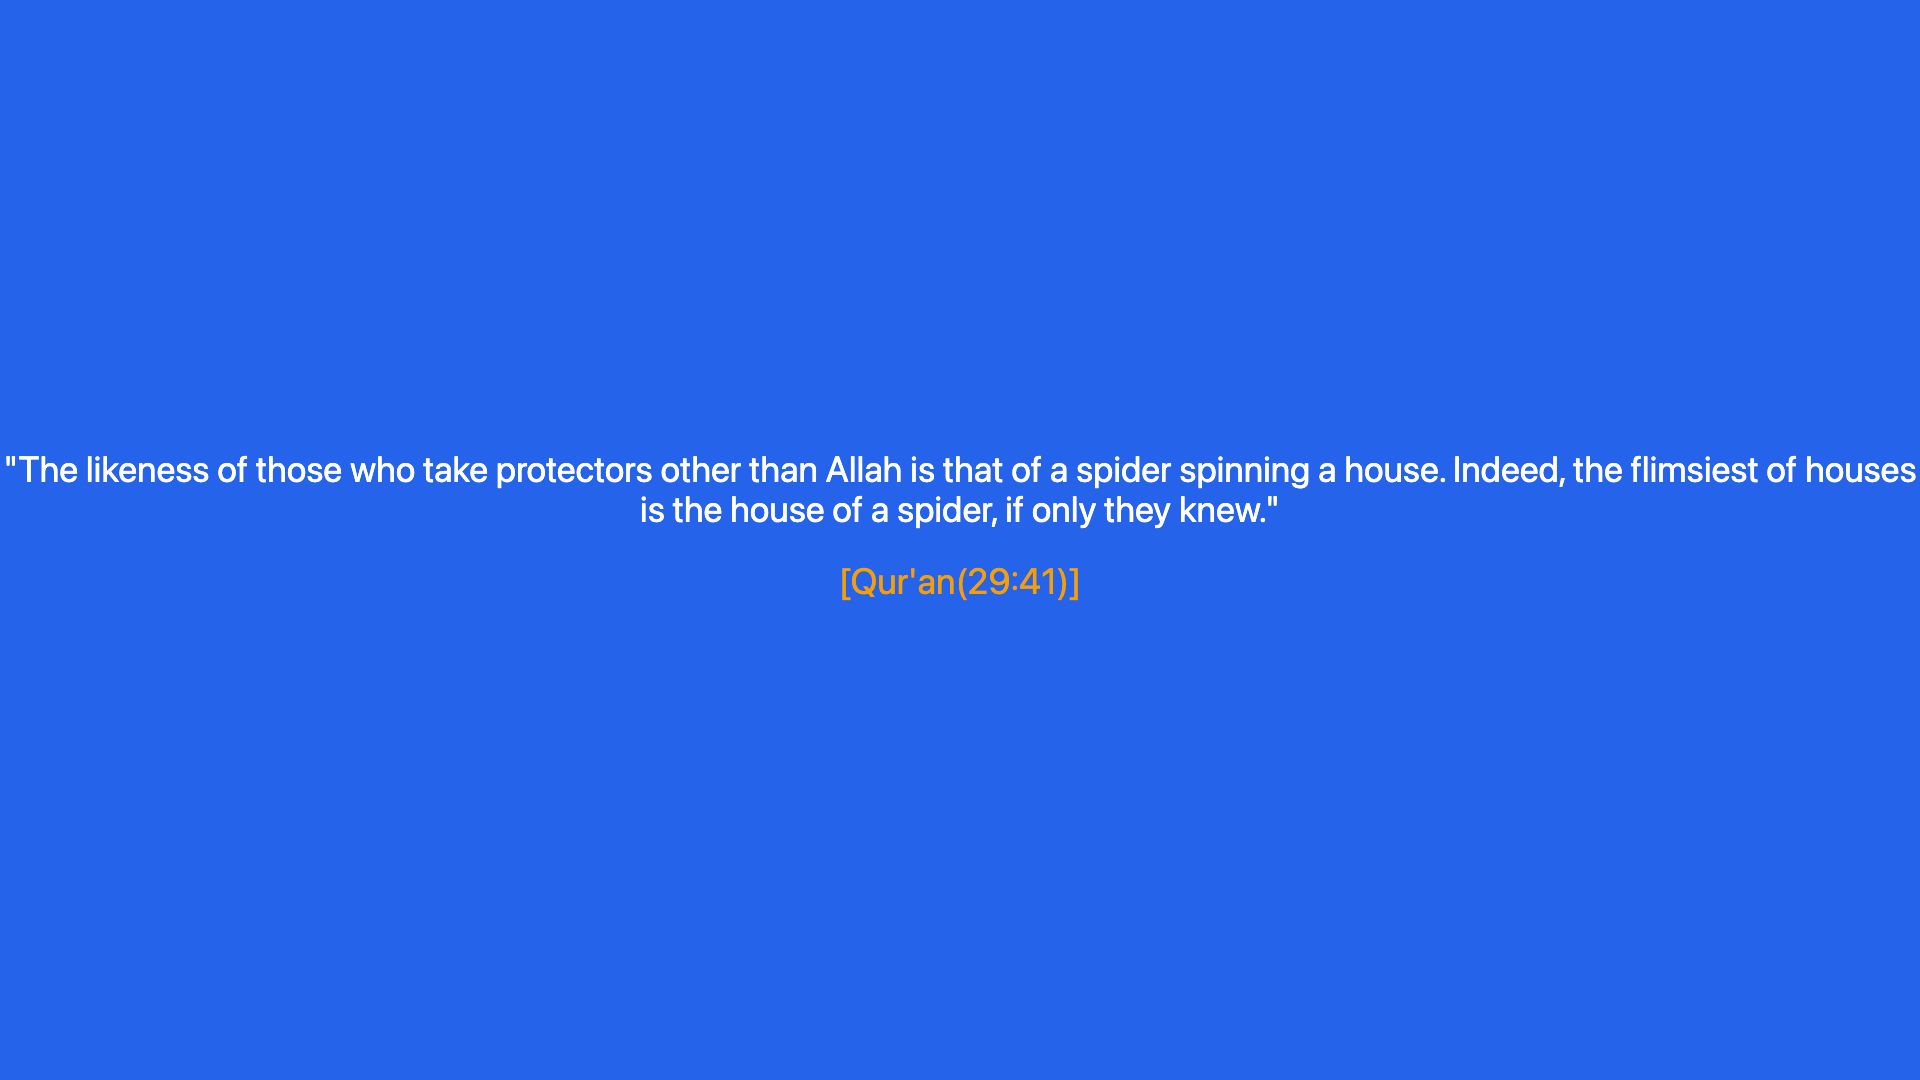 "The likeness of those who take protectors other than Allah is that of a spider spinning a house. Indeed, the flimsiest of houses
is the house of a spider, if only they knew."
[Qur'an(29:41)]